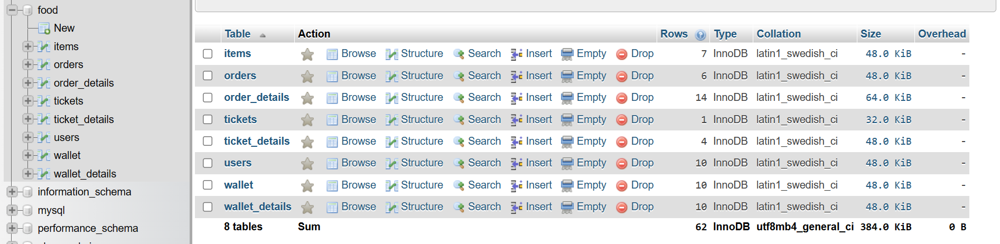 food
New
items
orders
order_details
tickets
ticket_details
users
wallet
wallet_details
information_schema
mysql
performance_schema
Table Action Rows Type Collation Size Overhead
items Browse Structure Search Insert Empty Drop 7 InnoDB latin1_swedish_ci 48.0 KiB -
orders Browse Structure Search Insert Empty Drop 6 InnoDB latin1_swedish_ci 48.0 KiB -
order_details Browse Structure Search Insert Empty Drop 14 InnoDB latin1_swedish_ci 64.0 KiB -
tickets Browse Structure Search Insert Empty Drop 1 InnoDB latin1_swedish_ci 32.0 KiB -
ticket_details Browse Structure Search Insert Empty Drop 4 InnoDB latin1_swedish_ci 48.0 KiB -
users Browse Structure Search Insert Empty Drop 10 InnoDB latin1_swedish_ci 48.0 KiB -
wallet Browse Structure Search Insert Empty Drop 10 InnoDB latin1_swedish_ci 48.0 KiB -
wallet_details Browse Structure Search Insert Empty Drop 10 InnoDB latin1_swedish_ci 48.0 KiB -
8 tables Sum 62 InnoDB utf8mb4_general_ci 384.0 KiB 0 B